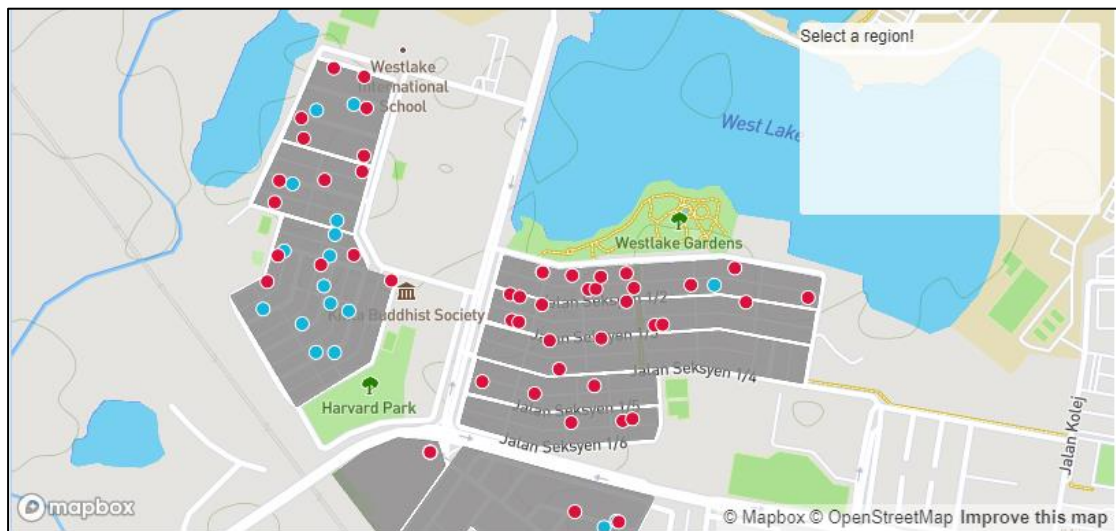 Select a region!
Westlake
International
School
West Lake
Westlake Gardens
Jalan Seksyen 1/2
Buddhist Society
Jalan Seksyen 1/3
Jalan Seksyen 1/4
Harvard Park
Jalan Seksyen 1/5
Jalan Seksyen 1/6
Jalan Kolej
mapbox
© Mapbox © OpenStreetMap Improve this map